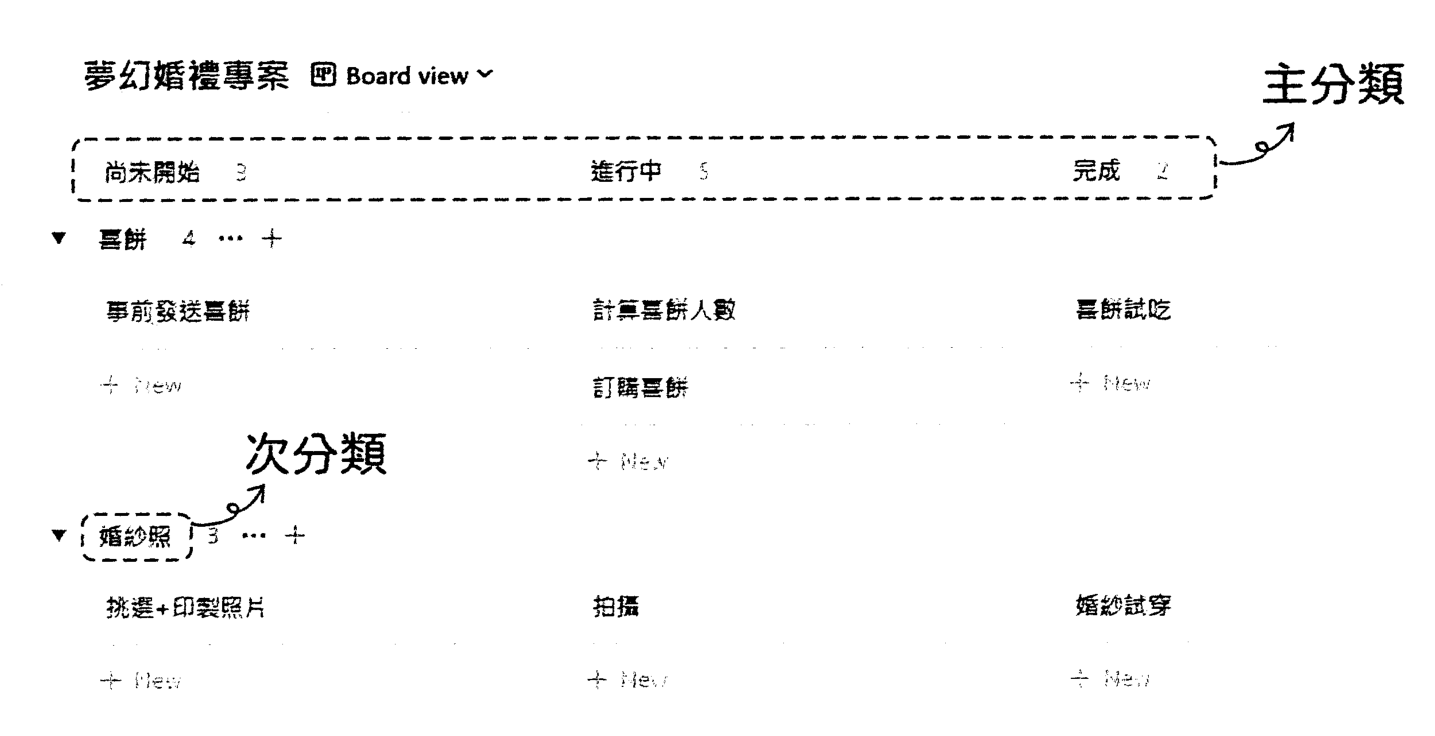 夢幻婚禮專案 Board view
主分類
尚未開始 3 進行中 5 完成 2
喜餅 4 ··· +
事前發送喜餅 計算喜餅人數 喜餅試吃
+ New 訂購喜餅 + New
次分類
+ New
婚紗照 3 ··· +
挑選+印製照片 拍攝 婚紗試穿
+ New + New + New